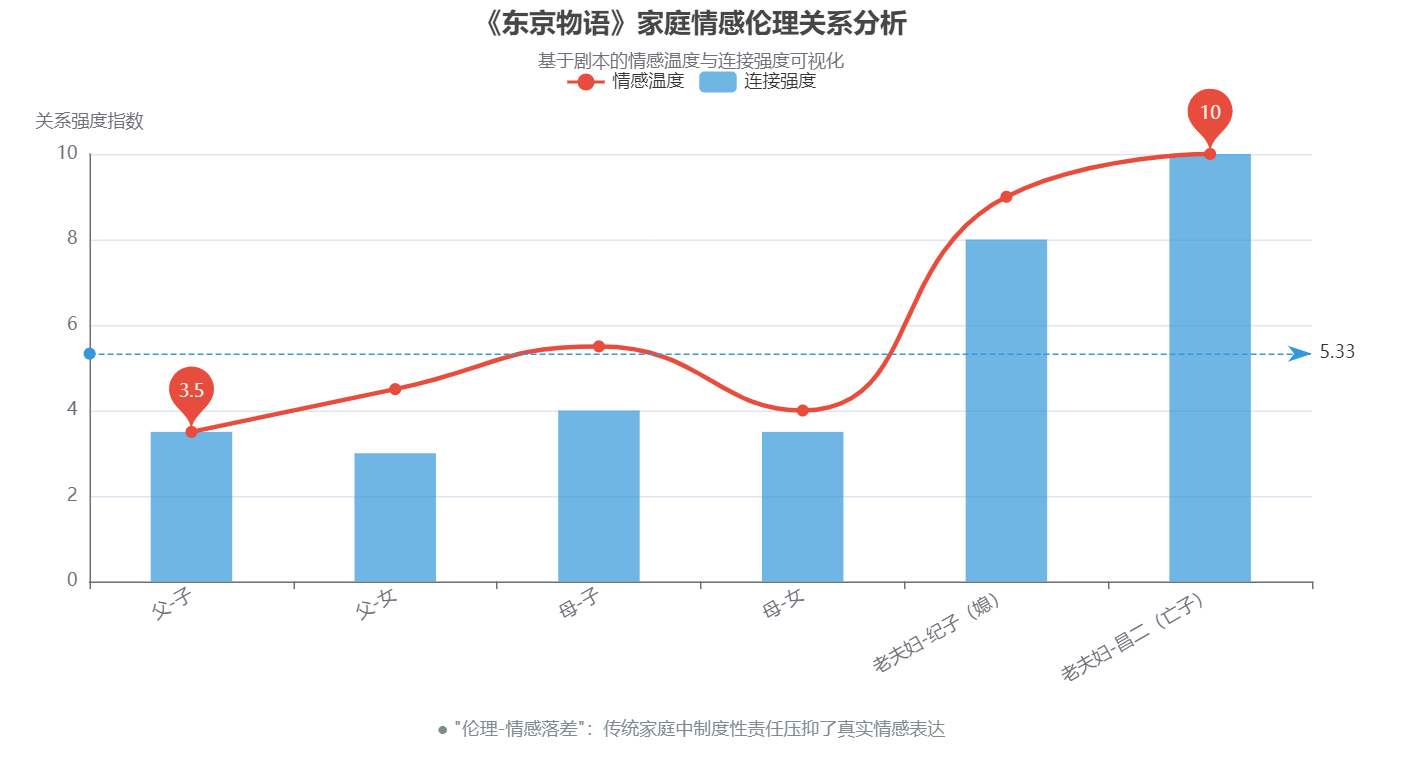 《东京物语》家庭情感伦理关系分析
基于剧本的情感温度与连接强度可视化
情感温度 连接强度
关系强度指数
10
8
6
4
2
0
3.5
10
5.33
父-子
父-女
母-子
母-女
老夫妇-纪子（媳）
老夫妇-昌二（亡子）
● "伦理-情感落差"：传统家庭中制度性责任压抑了真实情感表达